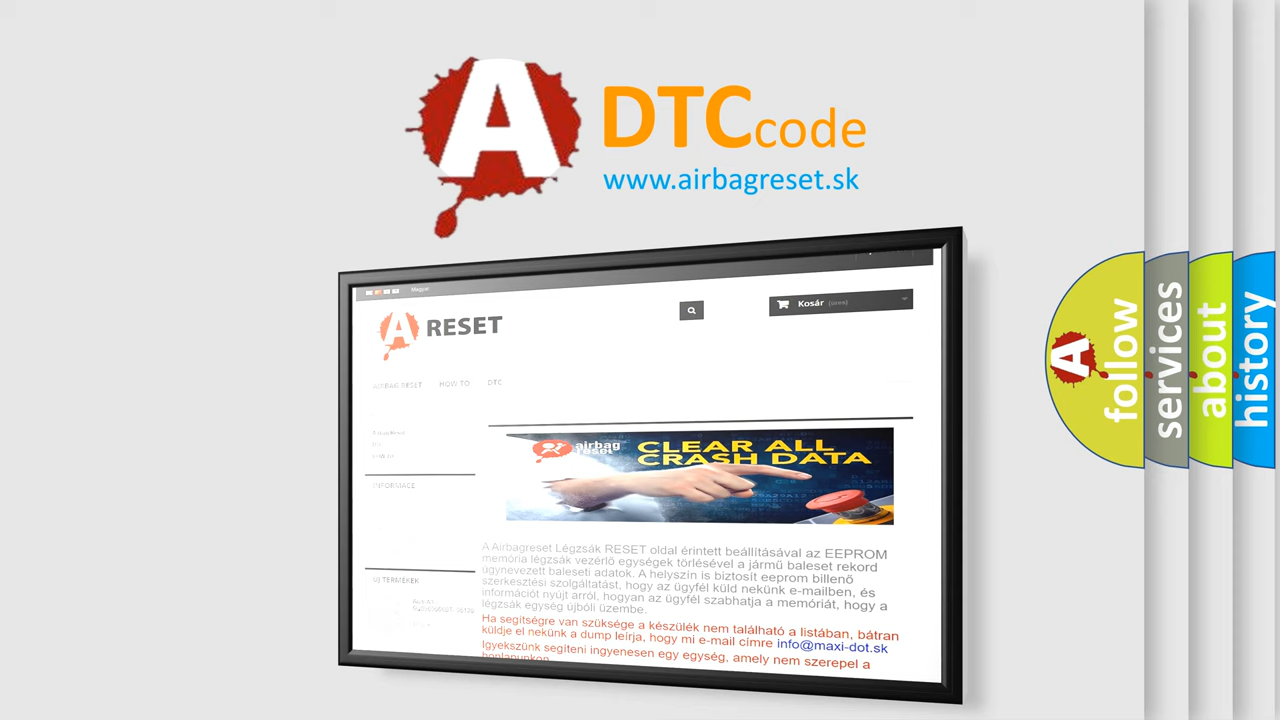 A DTCcode
www.airbagreset.sk
Magyar
A RESET
Kosár (üres)
AIRBAG RESET HOW TO DTC
INFORMACE
ÚJ TERMÉKEK
airbag
reset
CLEAR ALL
CRASH DATA
A Airbagreset Légzsák RESET oldal érintett beállításával az EEPROM
memória légzsák vezérlő egységek törlésével a jármű baleset rekord
úgynevezett baleseti adatok. A helyszín is biztosít eeprom billenő
szerkesztési szolgáltatást, hogy az ügyfél küld nekünk e-mailben, és
információt nyújt arról, hogyan az ügyfél szabhatja a memóriát, hogy a
légzsák egység újbóli üzembe.
Ha segítségre van szüksége a készülék nem található a listában, bátran
küldje el nekünk a dump leírja, hogy mi e-mail címre info@maxi-dot.sk
Igyekszünk segíteni ingyenesen egy egység, amely nem szerepel a
honlapunkon
A
follow
services
about
history